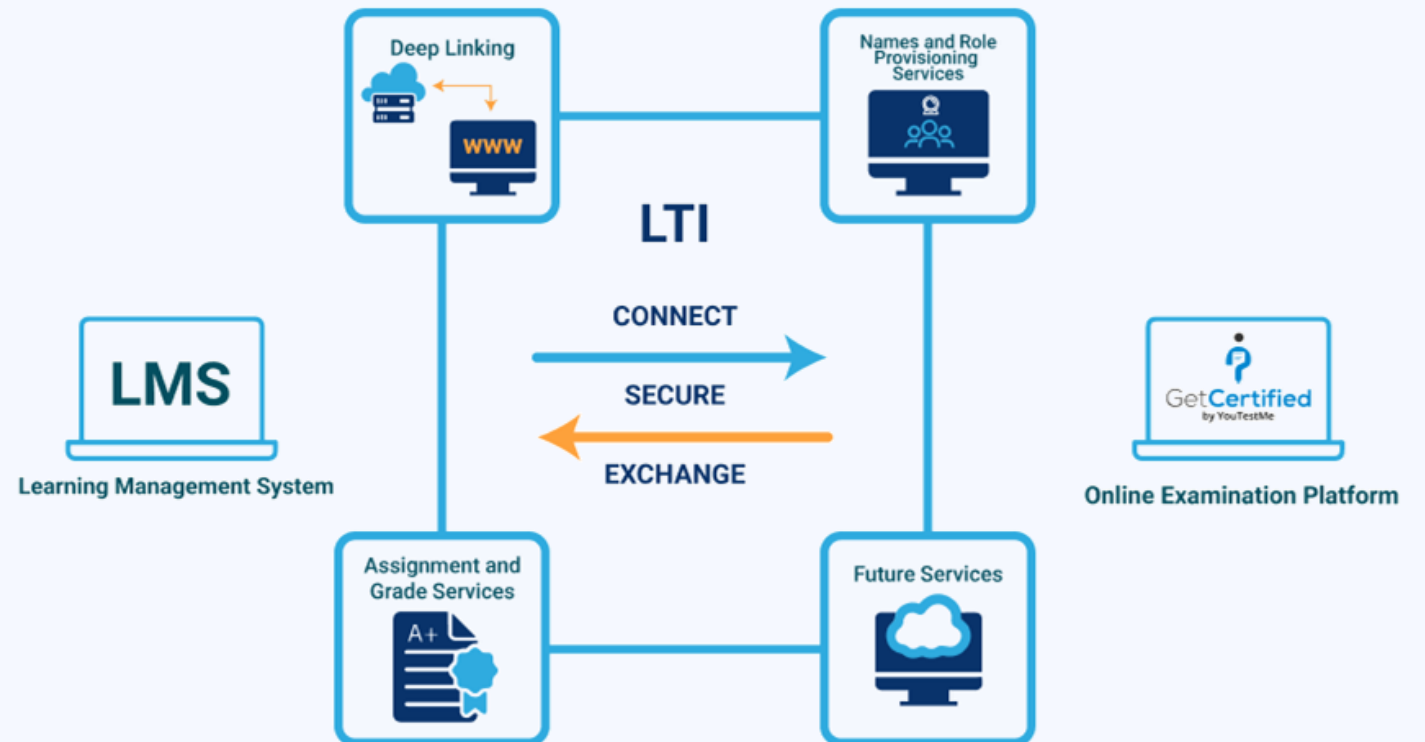 Deep Linking
WWW
Names and Role
Provisioning
Services
LTI
CONNECT
SECURE
EXCHANGE
LMS
Learning Management System
GetCertified
by YouTestMe
Online Examination Platform
Assignment and
Grade Services
A+
Future Services